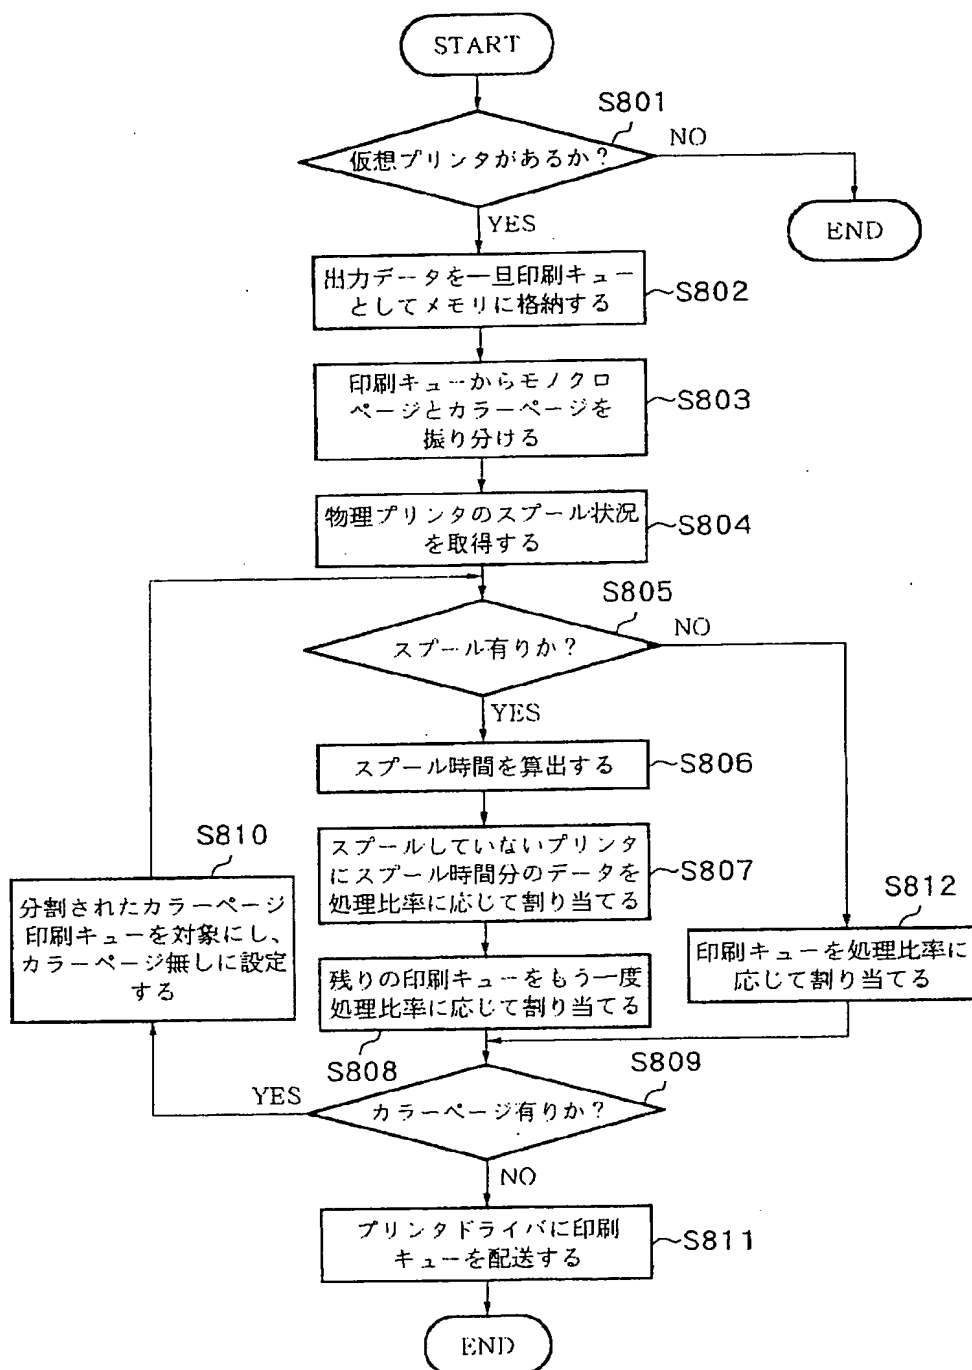 START
S801
仮想プリンタがあるか?
NO
YES
END
出力データを一旦印刷キュー
としてメモリに格納する
S802
印刷キューからモノクロ
ページとカラーページを
振り分ける
S803
物理プリンタのスプール状況
を取得する
S804
S805
スプール有りか?
NO
YES
スプール時間を算出する
S806
S810
分割されたカラーページ
印刷キューを対象にし、
カラーページ無しに設定
する
スプールしていないプリンタ
にスプール時間分のデータを
処理比率に応じて割り当てる
S807
S812
印刷キューを処理比率に
応じて割り当てる
残りの印刷キューをもう一度
処理比率に応じて割り当てる
S808
S809
YES
カラーページ有りか?
NO
プリンタドライバに印刷
キューを配送する
S811
END